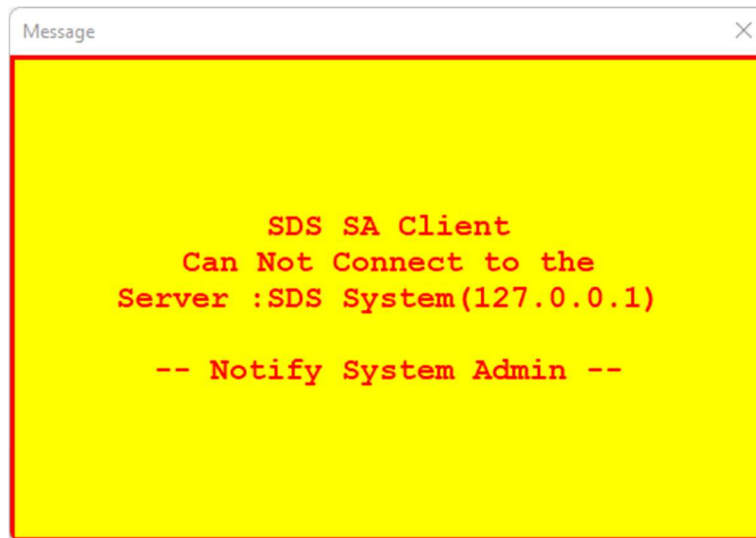 Message
SDS SA Client
Can Not Connect to the
Server :SDS System(127.0.0.1)
-- Notify System Admin --